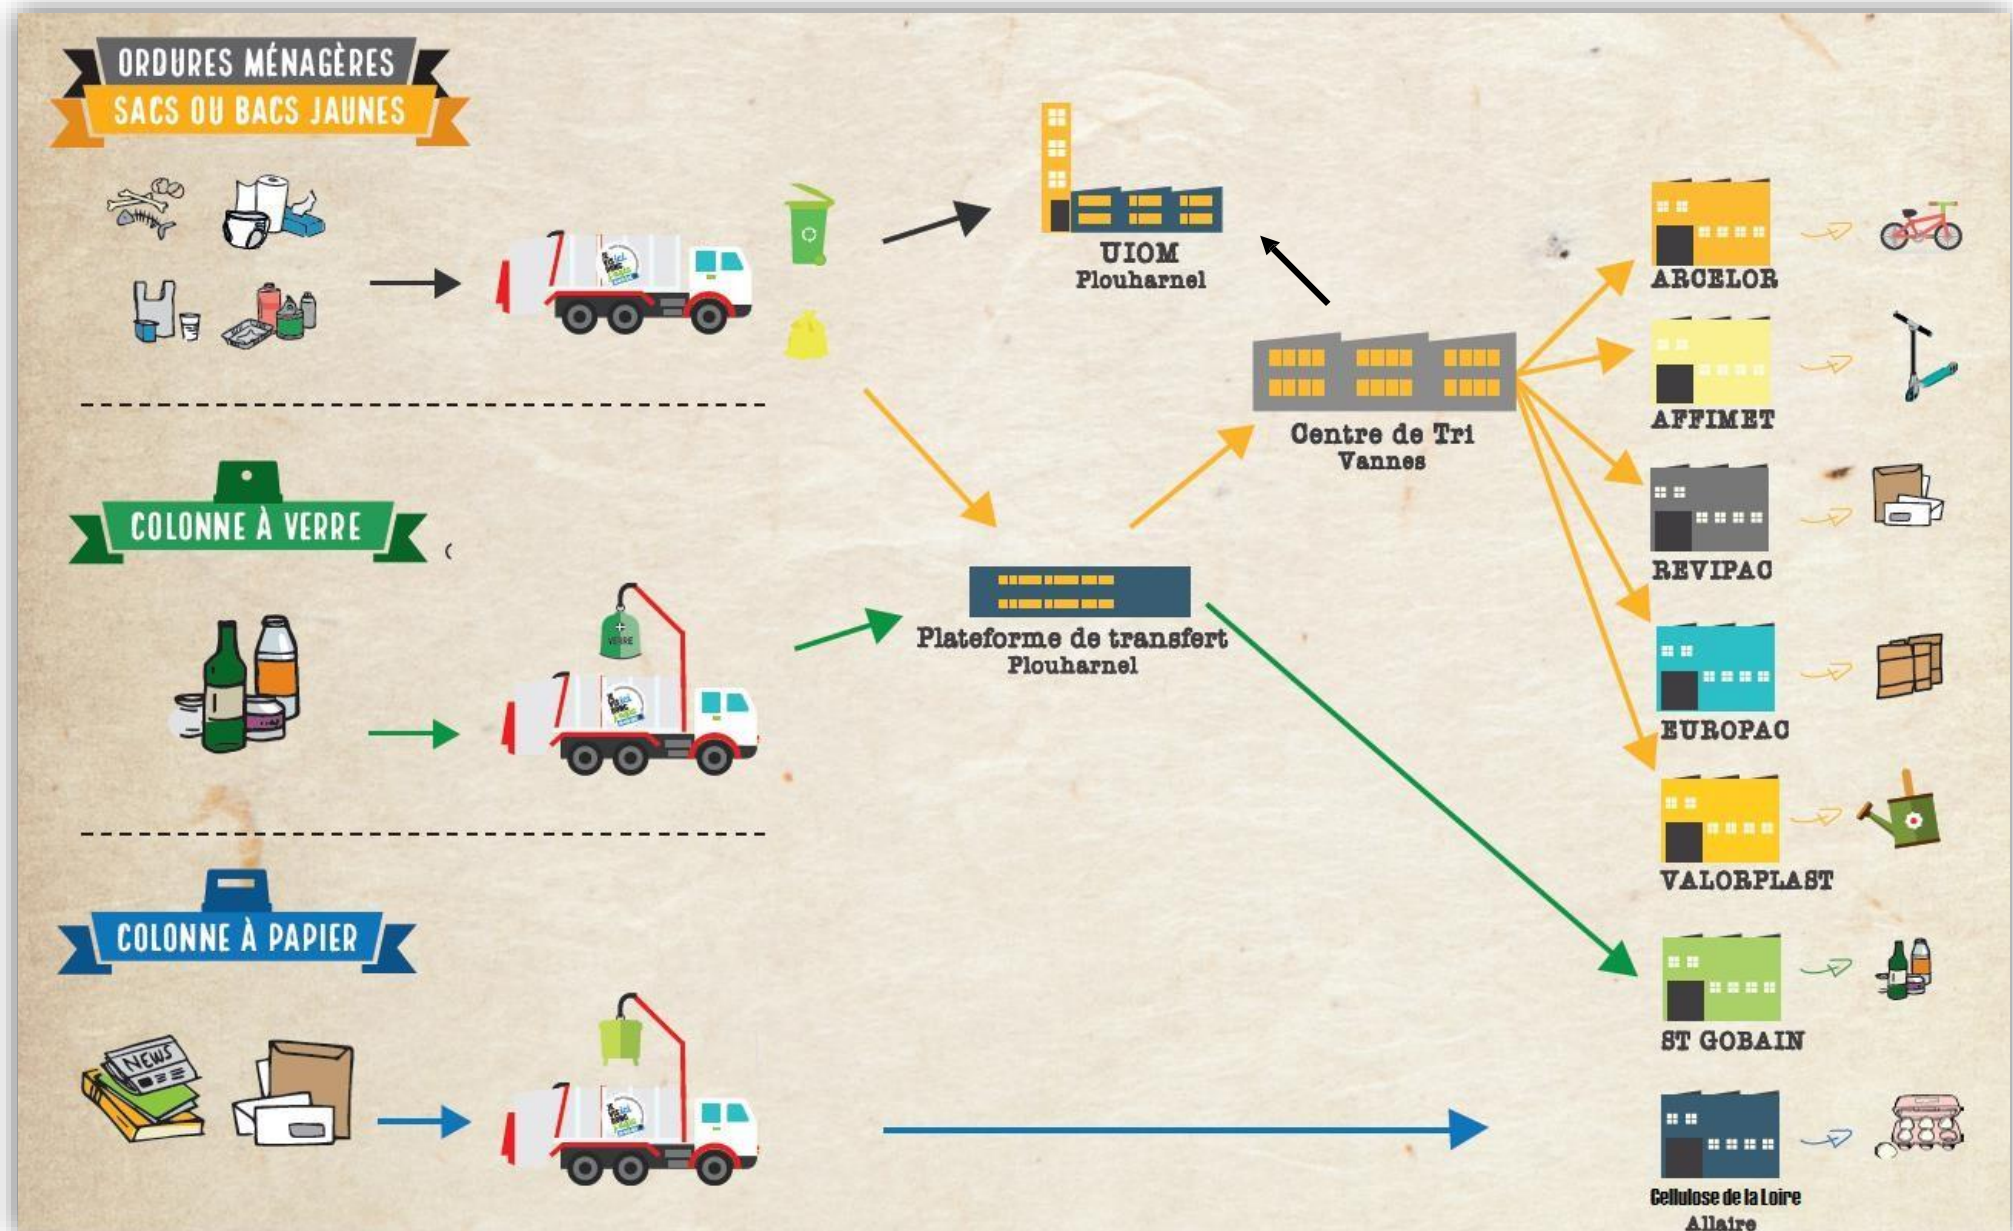 ORDURES MÉNAGÈRES
SACS OU BACS JAUNES
UIOM
Plouharnel
ARCELOR
AFFIMET
Centre de Tri
Vannes
COLONNE À VERRE
REVIPAC
VERRE
Plateforme de transfert
Plouharnel
EUROPAC
VALORPLAST
COLONNE À PAPIER
ST GOBAIN
NEWS
Cellulose de la Loire
Allaire